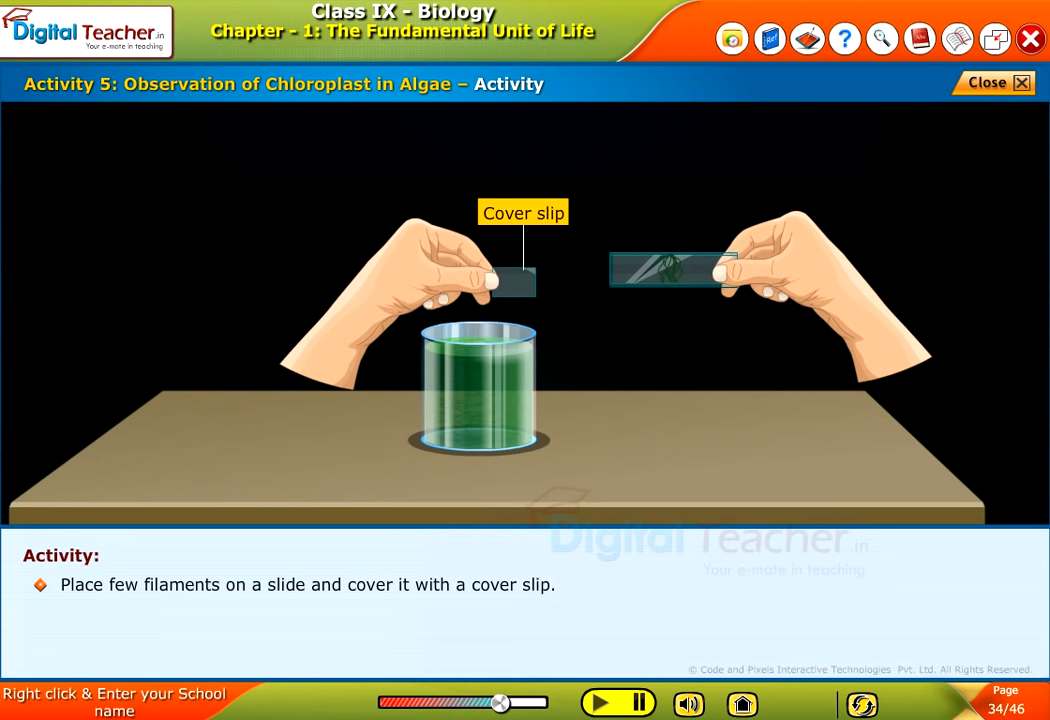 Digital Teacher.in
Your e-mate in teaching
Class IX - Biology
Chapter - 1: The Fundamental Unit of Life
Activity 5: Observation of Chloroplast in Algae – Activity
Close
Cover slip
Digital Teacher.in
Your e-mate in teaching
Activity:
Place few filaments on a slide and cover it with a cover slip.
© Code and Pixels Interactive Technologies Pvt. Ltd. All Rights Reserved.
Right click & Enter your School
name
Page
34/46